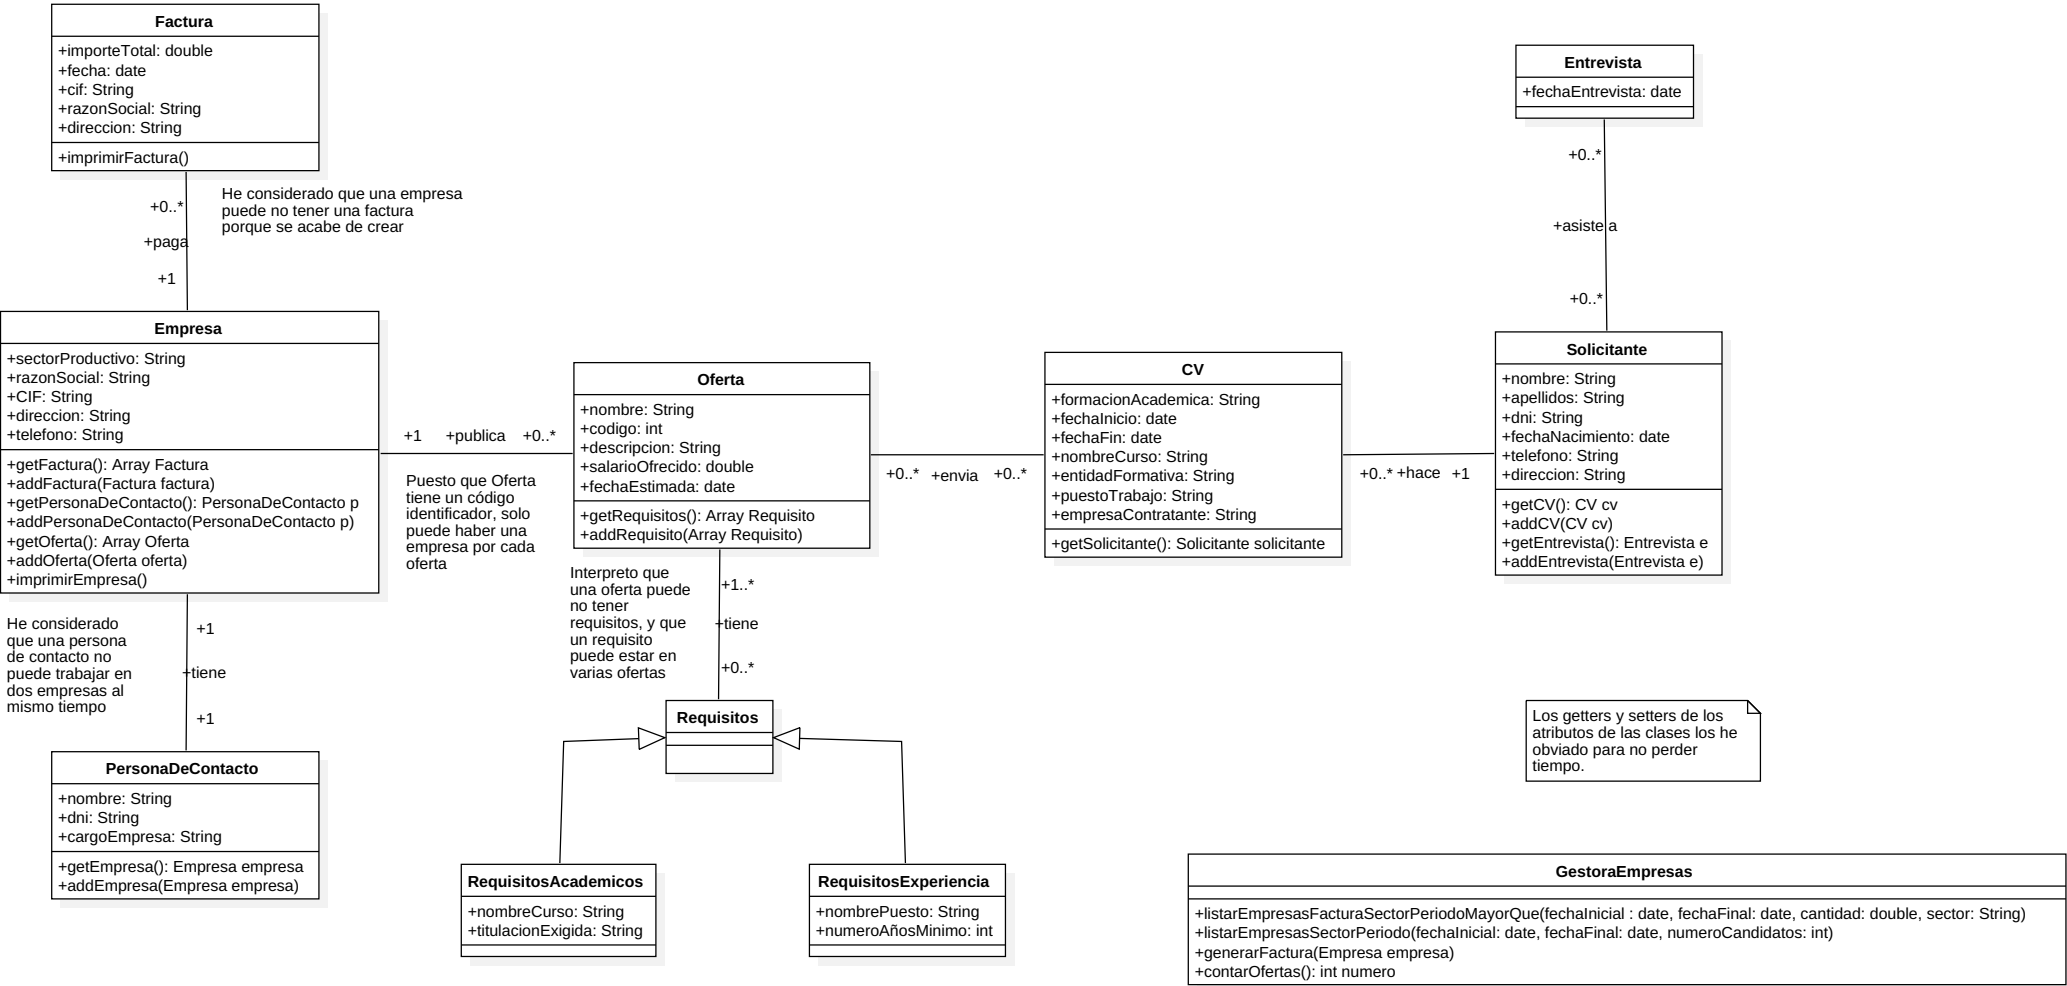 Factura
+importeTotal: double
+fecha: date
+cif: String
+razonSocial: String
+direccion: String
+imprimirFactura()
+0..*
+paga
+1
He considerado que una empresa
puede no tener una factura
porque se acabe de crear
Entrevista
+fechaEntrevista: date
+0..*
+asiste a
+0..*
Empresa
+sectorProductivo: String
+razonSocial: String
+CIF: String
+direccion: String
+telefono: String
+getFactura(): Array Factura
+addFactura(Factura factura)
+getPersonaDeContacto(): PersonaDeContacto p
+addPersonaDeContacto(PersonaDeContacto p)
+getOferta(): Array Oferta
+addOferta(Oferta oferta)
+imprimirEmpresa()
+1 +publica +0..*
Puesto que Oferta
tiene un código
identificador, solo
puede haber una
empresa por cada
oferta
Oferta
+nombre: String
+codigo: int
+descripcion: String
+salarioOfrecido: double
+fechaEstimada: date
+getRequisitos(): Array Requisito
+addRequisito(Array Requisito)
+0..* +envia +0..*
CV
+formacionAcademica: String
+fechaInicio: date
+fechaFin: date
+nombreCurso: String
+entidadFormativa: String
+puestoTrabajo: String
+empresaContratante: String
+getSolicitante(): Solicitante solicitante
+0..* +hace +1
Solicitante
+nombre: String
+apellidos: String
+dni: String
+fechaNacimiento: date
+telefono: String
+direccion: String
+getCV(): CV cv
+addCV(CV cv)
+getEntrevista(): Entrevista e
+addEntrevista(Entrevista e)
He considerado
que una persona
de contacto no
puede trabajar en
dos empresas al
mismo tiempo
+1
+tiene
+1
Interpreto que
una oferta puede
no tener
requisitos, y que
un requisito
puede estar en
varias ofertas
+1..*
+tiene
+0..*
Requisitos
Los getters y setters de los
atributos de las clases los he
obviado para no perder
tiempo.
PersonaDeContacto
+nombre: String
+dni: String
+cargoEmpresa: String
+getEmpresa(): Empresa empresa
+addEmpresa(Empresa empresa)
RequisitosAcademicos
+nombreCurso: String
+titulacionExigida: String
RequisitosExperiencia
+nombrePuesto: String
+numeroAñosMinimo: int
GestoraEmpresas
+listarEmpresasFacturaSectorPeriodoMayorQue(fechaInicial : date, fechaFinal: date, cantidad: double, sector: String)
+listarEmpresasSectorPeriodo(fechaInicial: date, fechaFinal: date, numeroCandidatos: int)
+generarFactura(Empresa empresa)
+contarOfertas(): int numero